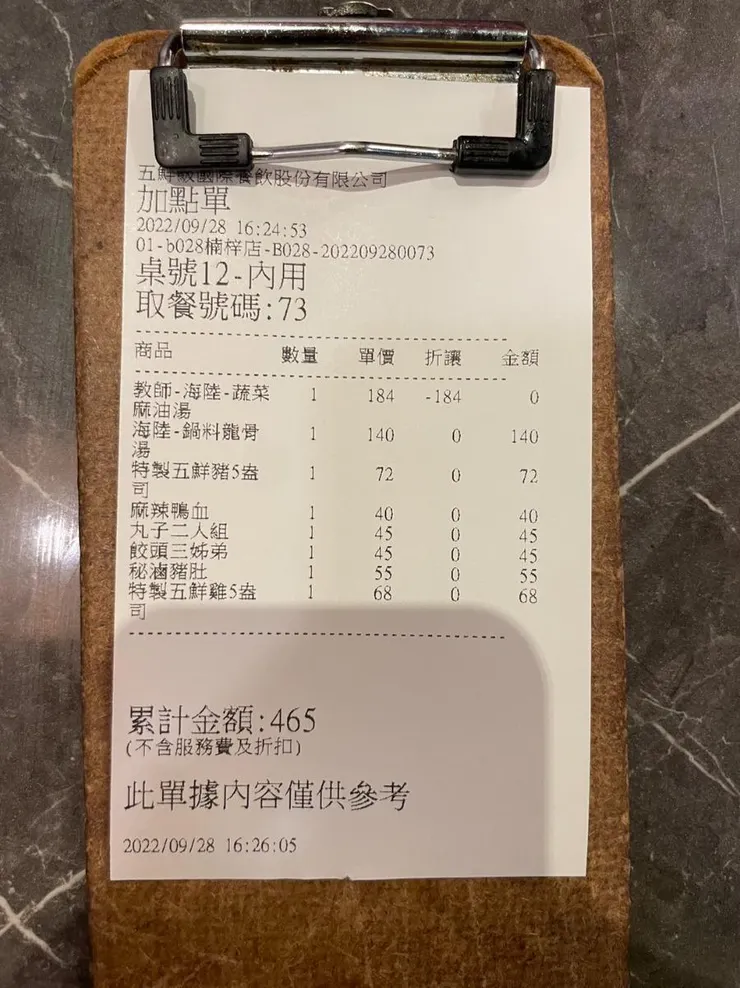 五鮮級國際餐飲股份有限公司
加點單
2022/09/28 16:24:53
01-b028楠梓店-B028-202209280073
桌號12-內用
取餐號碼:73
商品 數量 單價 折讓 金額
教師-海陸-蔬菜 1 184 -184 0
麻油湯
海陸-鍋料龍骨 1 140 0 140
湯
特製五鮮豬5盎 1 72 0 72
司
麻辣鴨血 1 40 0 40
丸子二人組 1 45 0 45
餃頭三姊弟 1 45 0 45
秘滷豬肚 1 55 0 55
特製五鮮雞5盎 1 68 0 68
司
累計金額:465
(不含服務費及折扣)
此單據內容僅供參考
2022/09/28 16:26:05